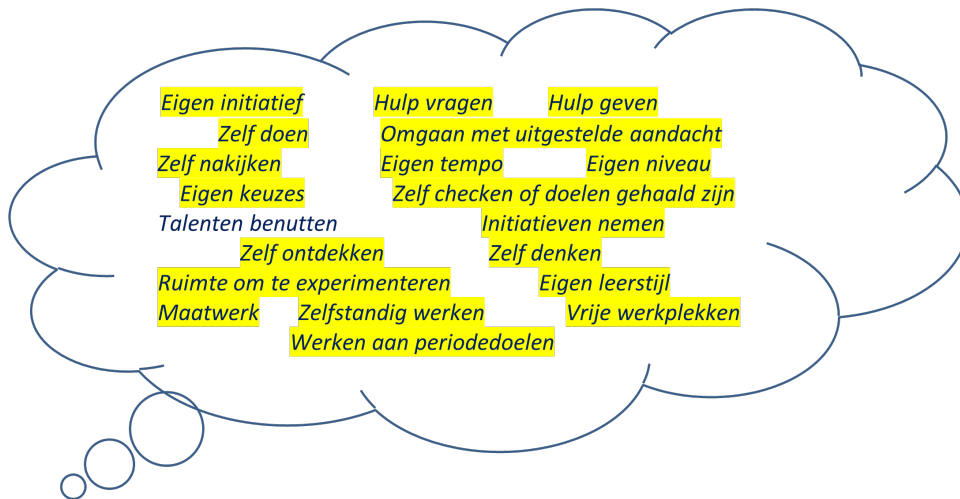 Eigen initiatief Hulp vragen Hulp geven
Zelf doen Omgaan met uitgestelde aandacht
Zelf nakijken Eigen tempo Eigen niveau
Eigen keuzes Zelf checken of doelen gehaald zijn
Talenten benutten Initiatieven nemen
Zelf ontdekken Zelf denken
Ruimte om te experimenteren Eigen leerstijl
Maatwerk Zelfstandig werken Vrije werkplekken
Werken aan periodedoelen